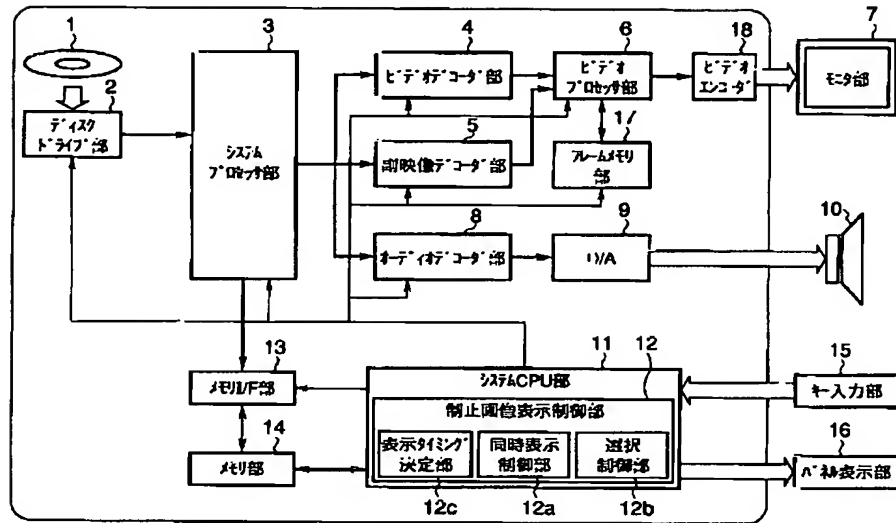 1
2
ディスク
ドライブ部
3
システム
プロセッサ部
4
ビデオデコーダ部
5
副映像デコーダ部
6
ビデオ
プロセッサ部
17
フレームメモリ
部
18
ビデオ
エンコーダ
7
モニタ部
8
オーディオデコーダ部
9
D/A
10
13
メモリI/F部
14
メモリ部
11
システムCPU部
12
制止画像表示制御部
表示タイミング
決定部
12c
同時表示
制御部
12a
選択
制御部
12b
15
キー入力部
16
パネル表示部